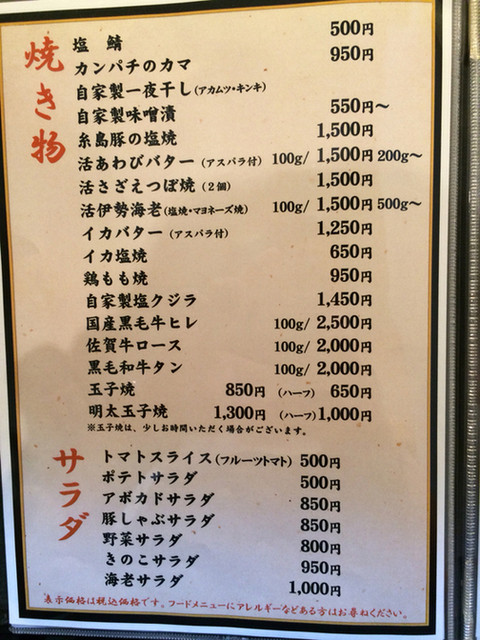 焼き物
塩 鯖 500円
カンパチのカマ 950円
自家製一夜干し(アカムツ・キンキ)
自家製味噌漬 550円〜
糸島豚の塩焼 1,500円
活あわびバター (アスパラ付) 100g/ 1,500円 200g〜
活さざえつぼ焼 (2個) 1,500円
活伊勢海老(塩焼・マヨネーズ焼) 100g/ 1,500円 500g〜
イカバター (アスパラ付) 1,250円
イカ塩焼 650円
鶏もも焼 950円
自家製塩クジラ 1,450円
国産黒毛牛ヒレ 100g/ 2,500円
佐賀牛ロース 100g/ 2,000円
黒毛和牛タン 100g/ 2,000円
玉子焼 850円 (ハーフ) 650円
明太玉子焼 1,300円 (ハーフ) 1,000円
※玉子焼は、少しお時間いただく場合がございます。
サラダ
トマトスライス(フルーツトマト) 500円
ポテトサラダ 500円
アボカドサラダ 850円
豚しゃぶサラダ 850円
野菜サラダ 800円
きのこサラダ 950円
海老サラダ 1,000円
表示価格は税込価格です。フードメニューにアレルギーなどある方はお尋ねください。